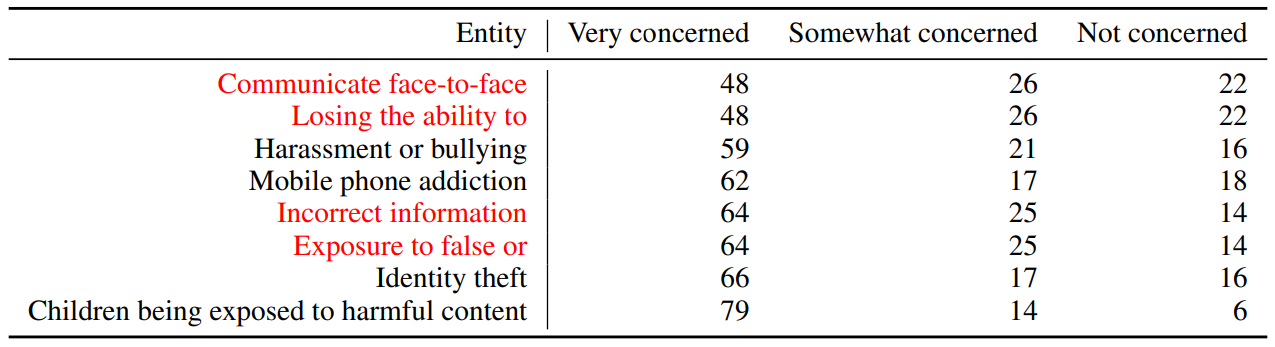 Entity Very concerned Somewhat concerned Not concerned
Communicate face-to-face 48 26 22
Losing the ability to 48 26 22
Harassment or bullying 59 21 16
Mobile phone addiction 62 17 18
Incorrect information 64 25 14
Exposure to false or 64 25 14
Identity theft 66 17 16
Children being exposed to harmful content 79 14 6